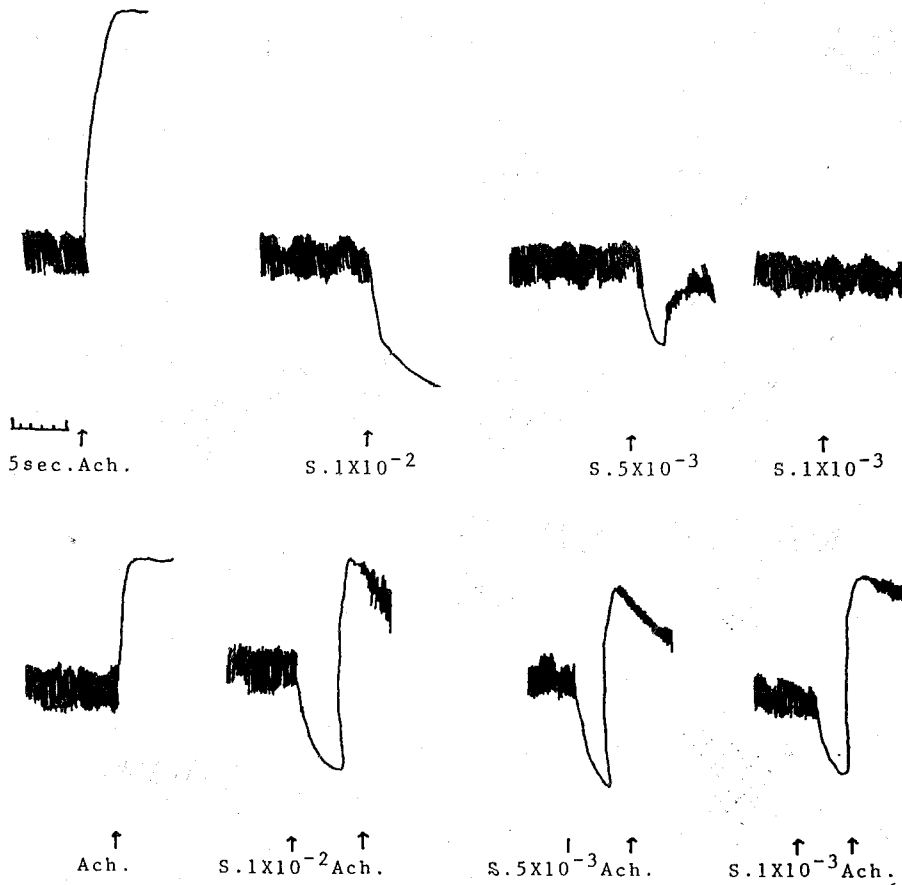 ↑ ↑ ↑ ↑
5sec.Ach. S.1X10⁻² S.5X10⁻³ S.1X10⁻³
↑ ↑ ↑ ↑ ↑ ↑ ↑
Ach. S.1X10⁻²Ach. S.5X10⁻³Ach. S.1X10⁻³Ach.